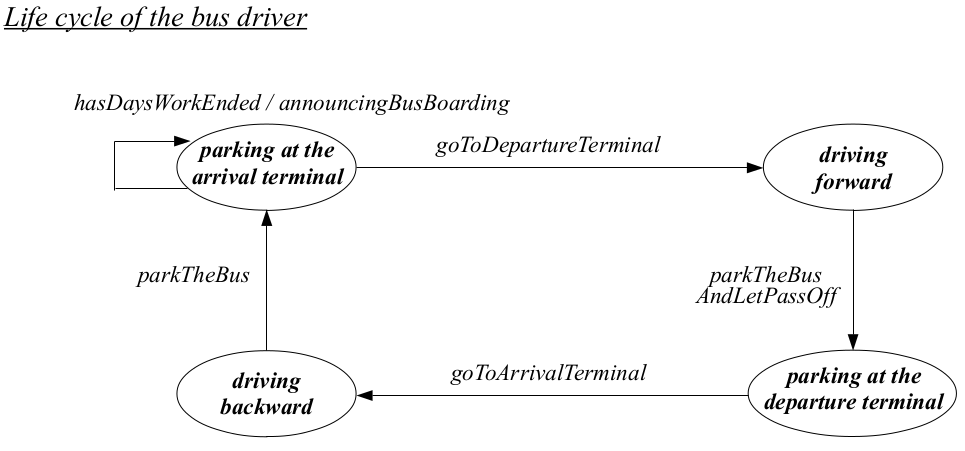 Life cycle of the bus driver
hasDaysWorkEnded / announcingBusBoarding
parking at the
arrival terminal
goToDepartureTerminal
driving
forward
parkTheBus
parkTheBus
AndLetPassOff
driving
backward
goToArrivalTerminal
parking at the
departure terminal